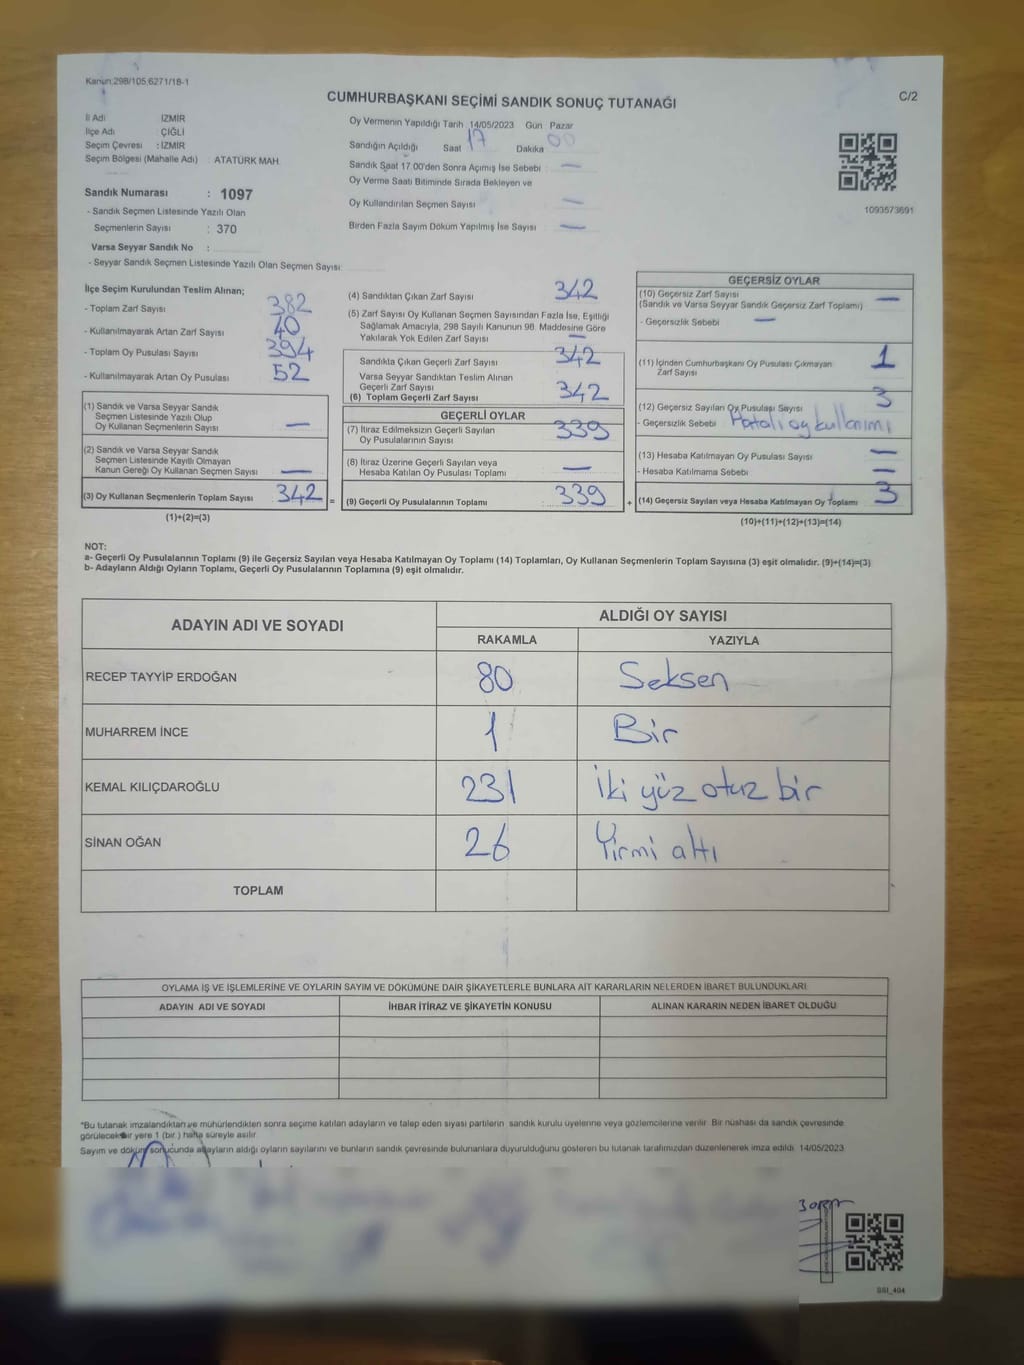 Kanun:298/105,6271/18-1
CUMHURBAŞKANI SEÇİMİ SANDIK SONUÇ TUTANAĞI
C/2
İl Adı İZMİR
İlçe Adı : ÇİĞLİ
Seçim Çevresi : İZMİR
Seçim Bölgesi (Mahalle Adı) : ATATÜRK MAH.
Sandık Numarası : 1097
- Sandık Seçmen Listesinde Yazılı Olan
Seçmenlerin Sayısı : 370
Varsa Seyyar Sandık No :
- Seyyar Sandık Seçmen Listesinde Yazılı Olan Seçmen Sayısı:
Oy Vermenin Yapıldığı Tarih 14/05/2023 Gün Pazar
Sandığın Açıldığı Saat 17 Dakika 00
Sandık Saat 17.00'den Sonra Açımış İse Sebebi : —
Oy Verme Saati Bitiminde Sırada Bekleyen ve
Oy Kullandırılan Seçmen Sayısı —
Birden Fazla Sayım Döküm Yapılmış İse Sayısı —
1093573691
İlçe Seçim Kurulundan Teslim Alınan;
- Toplam Zarf Sayısı 382
- Kullanılmayarak Artan Zarf Sayısı 40
- Toplam Oy Pusulası Sayısı 394
- Kullanılmayarak Artan Oy Pusulası 52
(1) Sandık ve Varsa Seyyar Sandık
Seçmen Listesinde Yazılı Olup
Oy Kullanan Seçmenlerin Sayısı —
(2) Sandık ve Varsa Seyyar Sandık
Seçmen Listesinde Kayıtlı Olmayan
Kanun Gereği Oy Kullanan Seçmen Sayısı —
(3) Oy Kullanan Seçmenlerin Toplam Sayısı 342 =
(1)+(2)=(3)
(4) Sandıktan Çıkan Zarf Sayısı 342
(5) Zarf Sayısı Oy Kullanan Seçmen Sayısından Fazla İse, Eşitliği
Sağlamak Amacıyla, 298 Sayılı Kanunun 98. Maddesine Göre
Yakılarak Yok Edilen Zarf Sayısı —
Sandıkla Çıkan Geçerli Zarf Sayısı 342
Varsa Seyyar Sandıktan Teslim Alınan
Geçerli Zarf Sayısı
(6) Toplam Geçerli Zarf Sayısı 342
GEÇERLİ OYLAR
(7) İtiraz Edilmeksizin Geçerli Sayılan
Oy Pusulalarının Sayısı 339
(8) İtiraz Üzerine Geçerli Sayılan veya
Hesaba Katılan Oy Pusulası Toplamı —
(9) Geçerli Oy Pusulalarının Toplamı 339 +
GEÇERSİZ OYLAR
(10) Geçersiz Zarf Sayısı —
(Sandık ve Varsa Seyyar Sandık Geçersiz Zarf Toplamı)
- Geçersizlik Sebebi —
(11) İçinden Cumhurbaşkanı Oy Pusulası Çıkmayan
Zarf Sayısı 1
(12) Geçersiz Sayılan Oy Pusulası Sayısı 3
- Geçersizlik Sebebi Hatalı oy kullanımı
(13) Hesaba Katılmayan Oy Pusulası Sayısı —
- Hesaba Katılmama Sebebi —
(14) Geçersiz Sayılan veya Hesaba Katılmayan Oy Toplamı 3
(10)+(11)+(12)+(13)=(14)
NOT:
a- Geçerli Oy Pusulalarının Toplamı (9) ile Geçersiz Sayılan veya Hesaba Katılmayan Oy Toplamı (14) Toplamları, Oy Kullanan Seçmenlerin Toplam Sayısına (3) eşit olmalıdır. (9)+(14)=(3)
b- Adayların Aldığı Oyların Toplamı, Geçerli Oy Pusulalarının Toplamına (9) eşit olmalıdır.
ADAYIN ADI VE SOYADI
ALDIĞI OY SAYISI
RAKAMLA YAZIYLA
RECEP TAYYİP ERDOĞAN 80 Seksen
MUHARREM İNCE 1 Bir
KEMAL KILIÇDAROĞLU 231 İki yüz otuz bir
SİNAN OĞAN 26 Yirmi altı
TOPLAM
OYLAMA İŞ VE İŞLEMLERİNE VE OYLARIN SAYIM VE DÖKÜMÜNE DAİR ŞİKAYETLERLE BUNLARA AİT KARARLARIN NELERDEN İBARET BULUNDUKLARI
ADAYIN ADI VE SOYADI İHBAR İTİRAZ VE ŞİKAYETİN KONUSU ALINAN KARARIN NEDEN İBARET OLDUĞU
*Bu tutanak imzalandıktan ve mühürlendikten sonra seçime katılan adayların ve talep eden siyasi partilerin sandık kurulu üyelerine veya gözlemcilerine verilir. Bir nüshası da sandık çevresinde
görülecek bir yere 1 (bir ) hafta süreyle asılır.
Sayım ve döküm sonucunda adayların aldığı oyların sayılarını ve bunların sandık çevresinde bulunanlara duyurulduğunu gösteren bu tutanak tarafımızdan düzenlenerek imza edildi. 14/05/2023